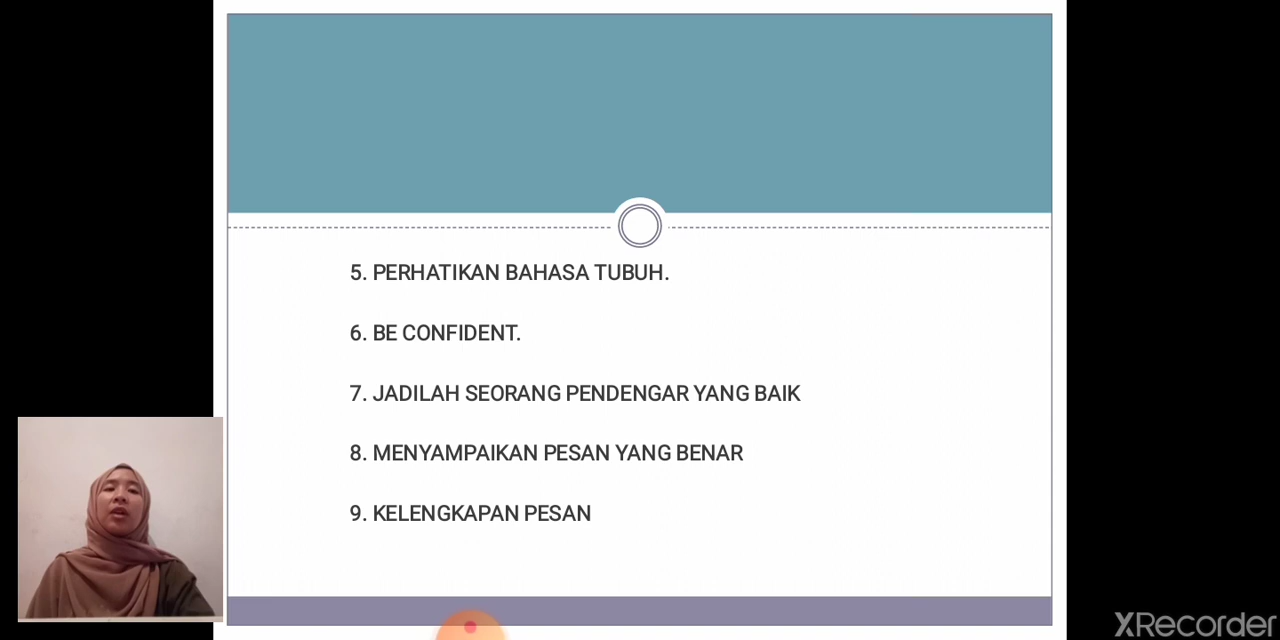 5. PERHATIKAN BAHASA TUBUH.
6. BE CONFIDENT.
7. JADILAH SEORANG PENDENGAR YANG BAIK
8. MENYAMPAIKAN PESAN YANG BENAR
9. KELENGKAPAN PESAN
XRecorder